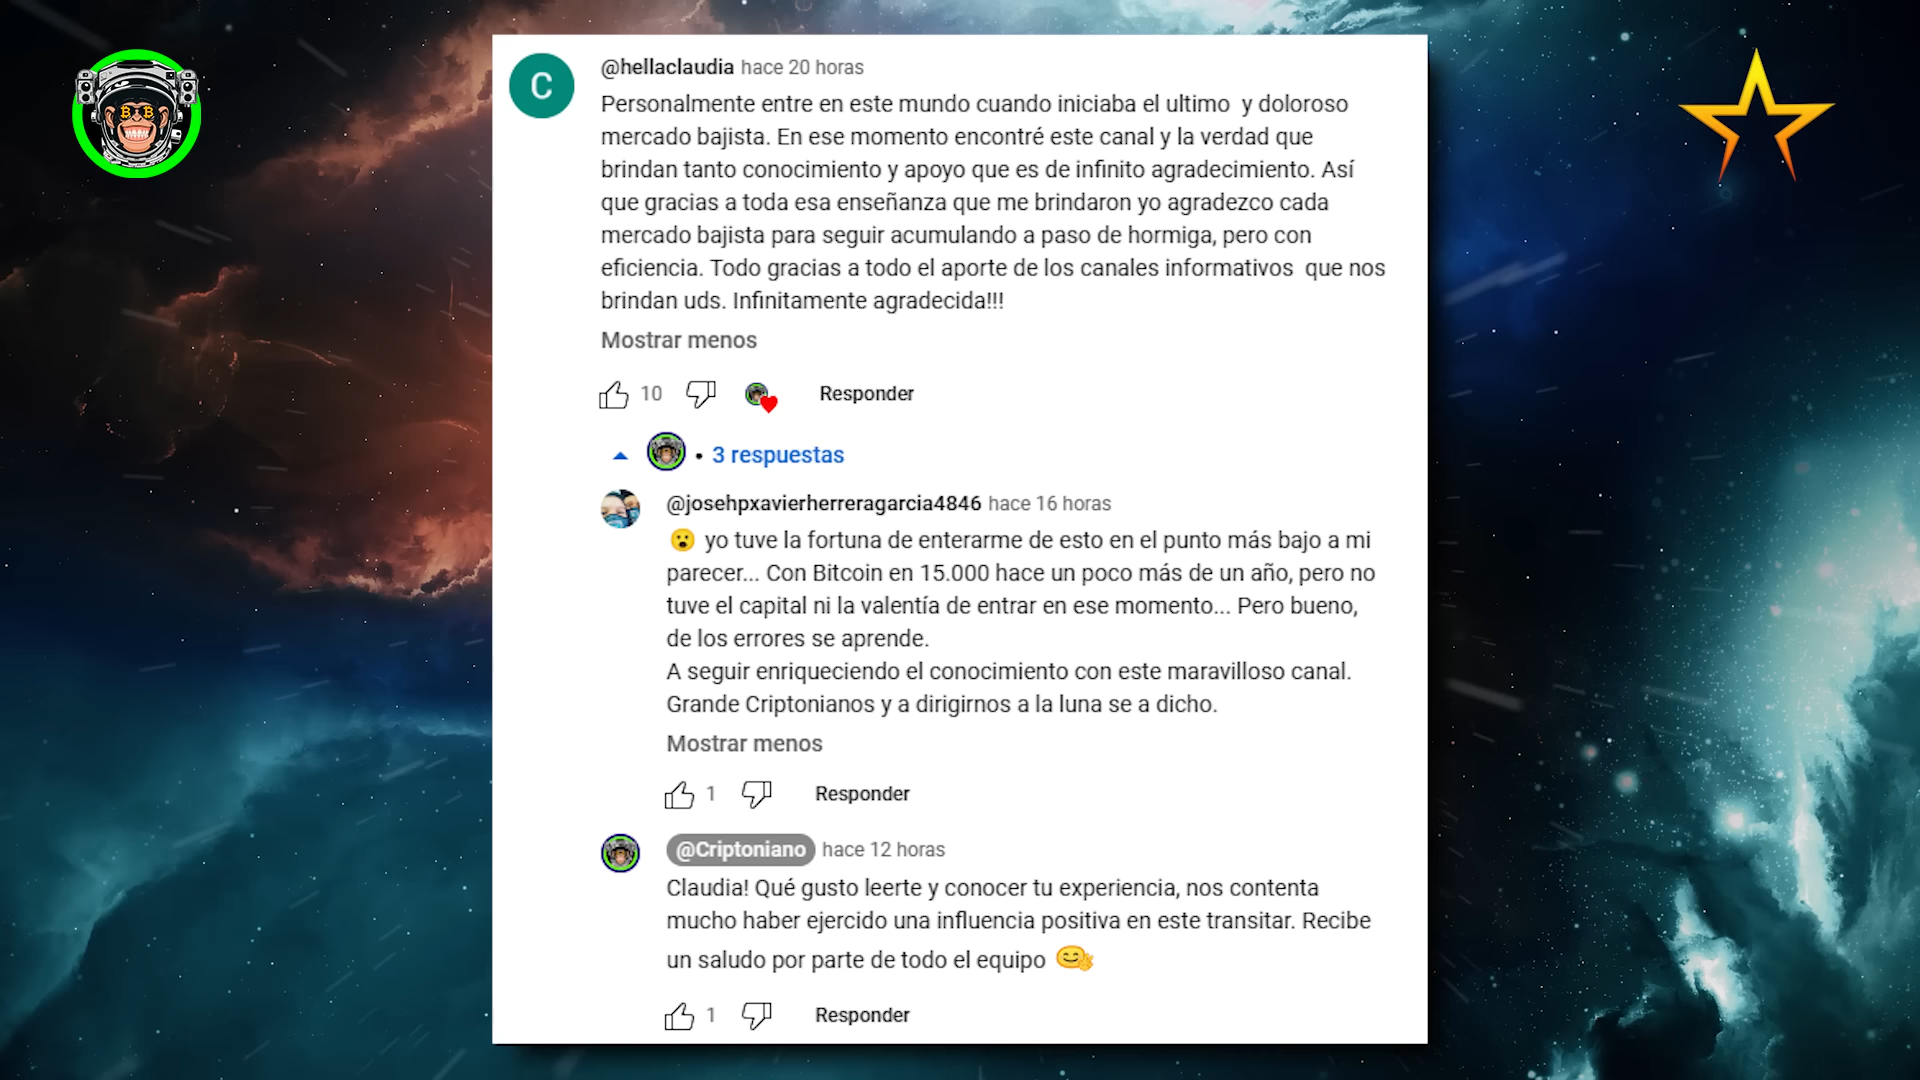 C
@hellaclaudia hace 20 horas
Personalmente entre en este mundo cuando iniciaba el ultimo y doloroso
mercado bajista. En ese momento encontré este canal y la verdad que
brindan tanto conocimiento y apoyo que es de infinito agradecimiento. Así
que gracias a toda esa enseñanza que me brindaron yo agradezco cada
mercado bajista para seguir acumulando a paso de hormiga, pero con
eficiencia. Todo gracias a todo el aporte de los canales informativos que nos
brindan uds. Infinitamente agradecida!!!
Mostrar menos
10 Responder
• 3 respuestas
@josehpxavierherreragarcia4846 hace 16 horas
😮 yo tuve la fortuna de enterarme de esto en el punto más bajo a mi
parecer... Con Bitcoin en 15.000 hace un poco más de un año, pero no
tuve el capital ni la valentía de entrar en ese momento... Pero bueno,
de los errores se aprende.
A seguir enriqueciendo el conocimiento con este maravilloso canal.
Grande Criptonianos y a dirigirnos a la luna se a dicho.
Mostrar menos
1 Responder
@Criptoniano hace 12 horas
Claudia! Qué gusto leerte y conocer tu experiencia, nos contenta
mucho haber ejercido una influencia positiva en este transitar. Recibe
un saludo por parte de todo el equipo
1 Responder